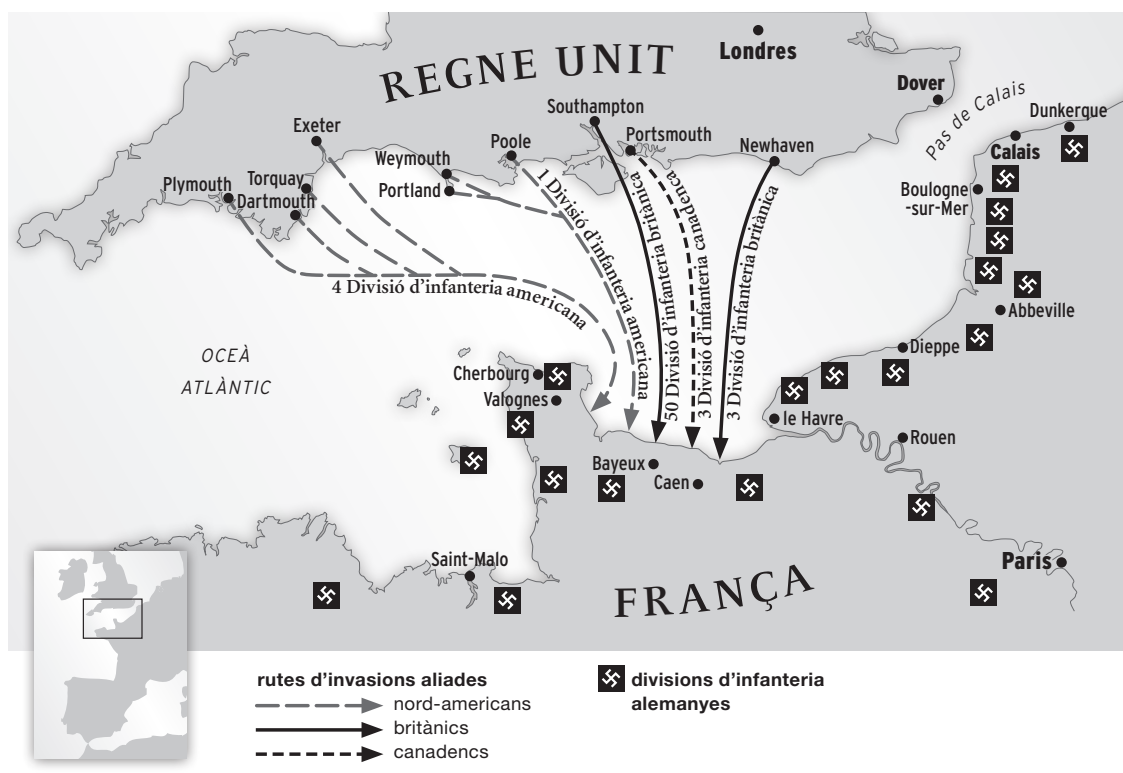 REGNE UNIT
Londres
Dover
Pas de Calais
Dunkerque
Calais
Boulogne
-sur-Mer
Abbeville
Dieppe
Southampton
Portsmouth
Newhaven
Poole
Exeter
Weymouth
Portland
Plymouth
Torquay
Dartmouth
4 Divisió d'infanteria americana
1 Divisió d'infanteria americana
50 Divisió d'infanteria britànica
3 Divisió d'infanteria canadenca
3 Divisió d'infanteria britànica
OCEÀ
ATLÀNTIC
Cherbourg
Valognes
le Havre
Rouen
Bayeux
Caen
Saint-Malo
Paris
FRANÇA
rutes d'invasions aliades
nord-americans
britànics
canadencs
divisions d'infanteria
alemanyes